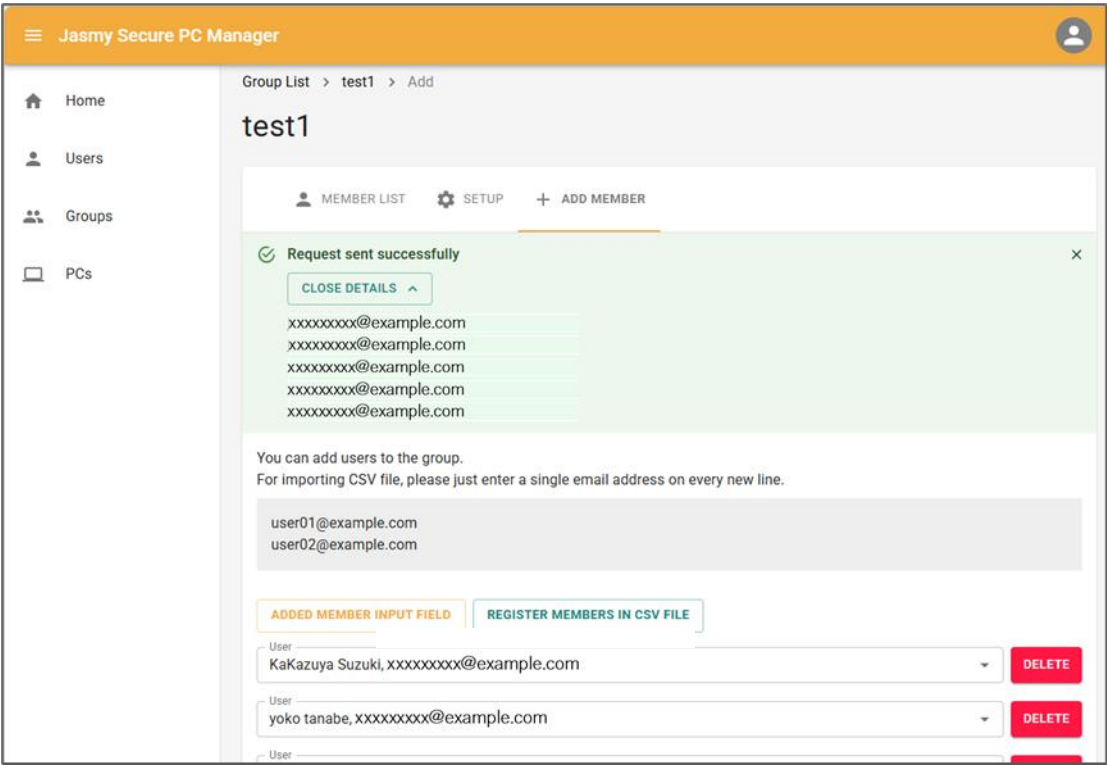 Jasmy Secure PC Manager
Home
Users
Groups
PCs
Group List > test1 > Add
test1
MEMBER LIST SETUP + ADD MEMBER
Request sent successfully
CLOSE DETAILS
xxxxxxxxx@example.com
xxxxxxxxx@example.com
xxxxxxxxx@example.com
xxxxxxxxx@example.com
xxxxxxxxx@example.com
You can add users to the group.
For importing CSV file, please just enter a single email address on every new line.
user01@example.com
user02@example.com
ADDED MEMBER INPUT FIELD REGISTER MEMBERS IN CSV FILE
User
KaKazuya Suzuki, xxxxxxxxx@example.com
DELETE
User
yoko tanabe, xxxxxxxxx@example.com
DELETE
User